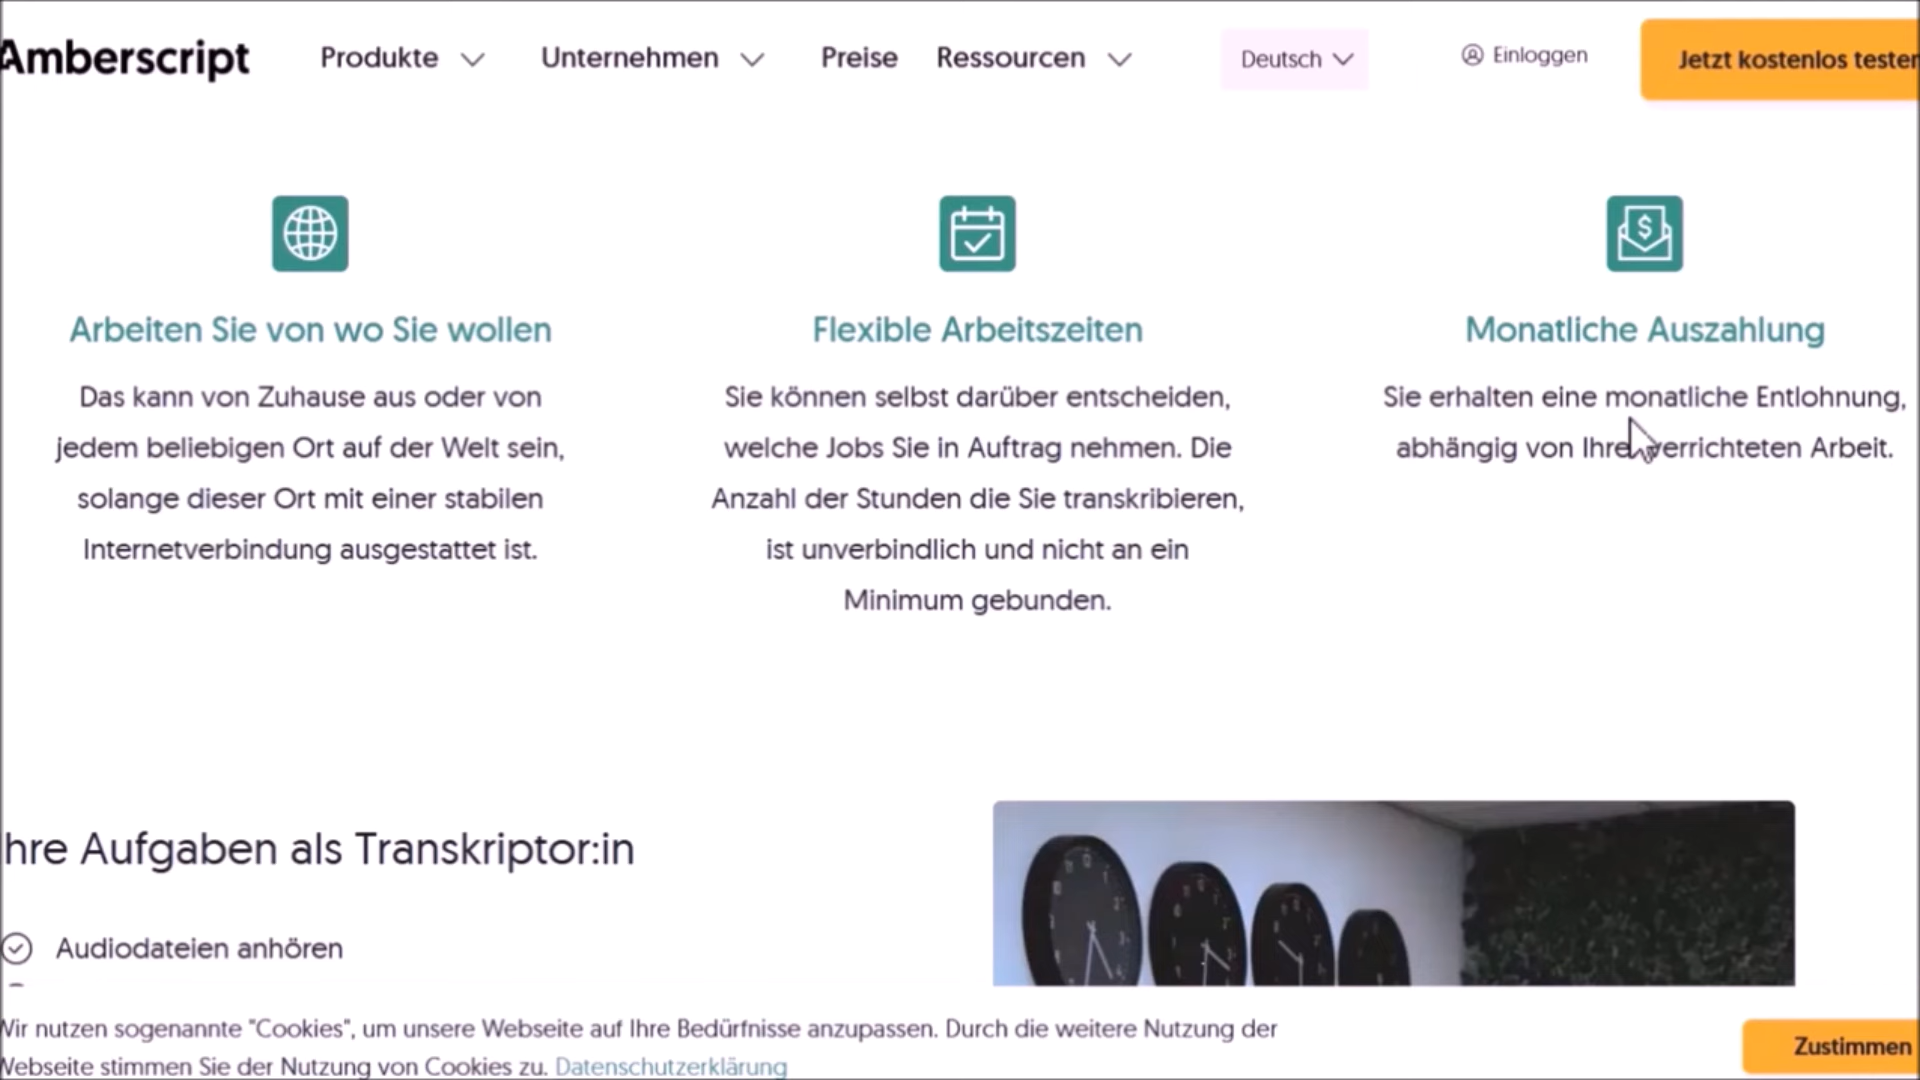 Amberscript
Produkte
Unternehmen
Preise
Ressourcen
Deutsch
Einloggen
Jetzt kostenlos tester
Arbeiten Sie von wo Sie wollen
Das kann von Zuhause aus oder von
jedem beliebigen Ort auf der Welt sein,
solange dieser Ort mit einer stabilen
Internetverbindung ausgestattet ist.
Flexible Arbeitszeiten
Sie können selbst darüber entscheiden,
welche Jobs Sie in Auftrag nehmen. Die
Anzahl der Stunden die Sie transkribieren,
ist unverbindlich und nicht an ein
Minimum gebunden.
Monatliche Auszahlung
Sie erhalten eine monatliche Entlohnung,
abhängig von Ihrer verrichteten Arbeit.
hre Aufgaben als Transkriptor:in
Audiodateien anhören
Wir nutzen sogenannte "Cookies", um unsere Webseite auf Ihre Bedürfnisse anzupassen. Durch die weitere Nutzung der
Webseite stimmen Sie der Nutzung von Cookies zu. Datenschutzerklärung
Zustimmen